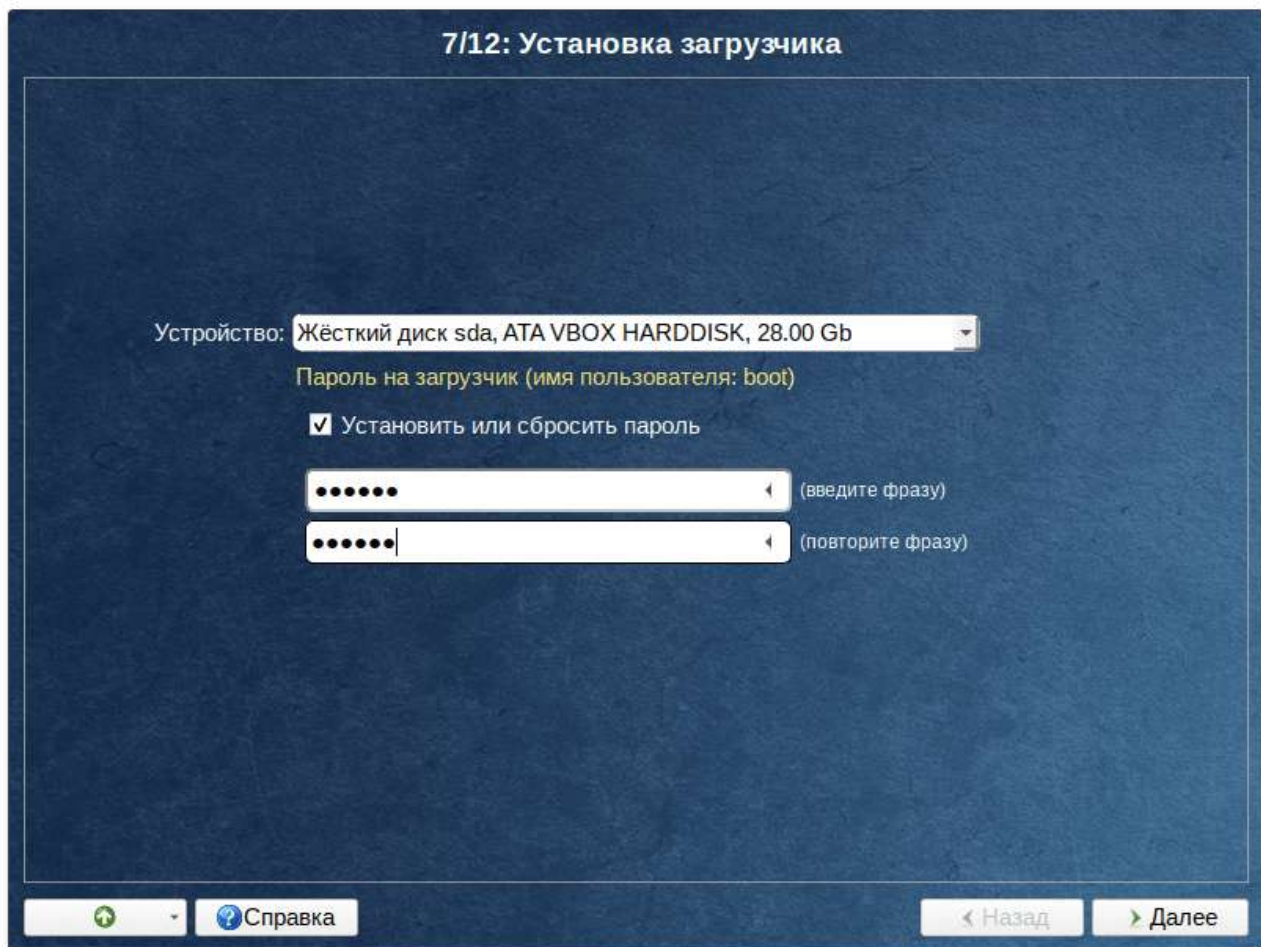 7/12: Установка загрузчика
Устройство: Жёсткий диск sda, ATA VBOX HARDDISK, 28.00 Gb
Пароль на загрузчик (имя пользователя: boot)
Установить или сбросить пароль
●●●●●● (введите фразу)
●●●●●● (повторите фразу)
Справка Назад Далее